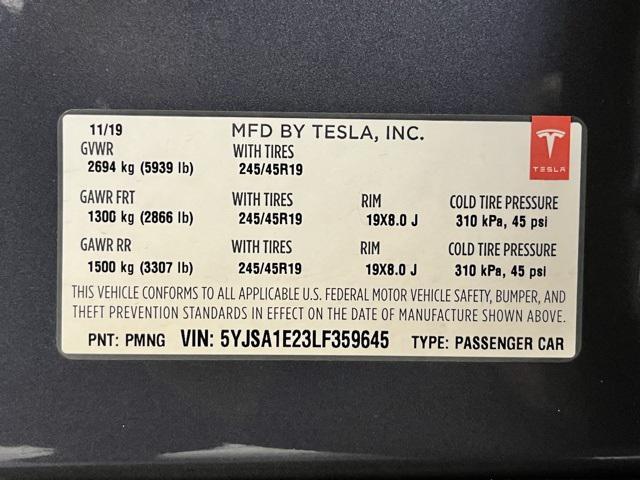 11/19 MFD BY TESLA, INC.
GVWR WITH TIRES
2694 kg (5939 lb) 245/45R19
TESLA
GAWR FRT WITH TIRES RIM COLD TIRE PRESSURE
1300 kg (2866 lb) 245/45R19 19X8.0 J 310 kPa, 45 psi
GAWR RR WITH TIRES RIM COLD TIRE PRESSURE
1500 kg (3307 lb) 245/45R19 19X8.0 J 310 kPa, 45 psi
THIS VEHICLE CONFORMS TO ALL APPLICABLE U.S. FEDERAL MOTOR VEHICLE SAFETY, BUMPER, AND
THEFT PREVENTION STANDARDS IN EFFECT ON THE DATE OF MANUFACTURE SHOWN ABOVE.
PNT: PMNG VIN: 5YJSA1E23LF359645 TYPE: PASSENGER CAR